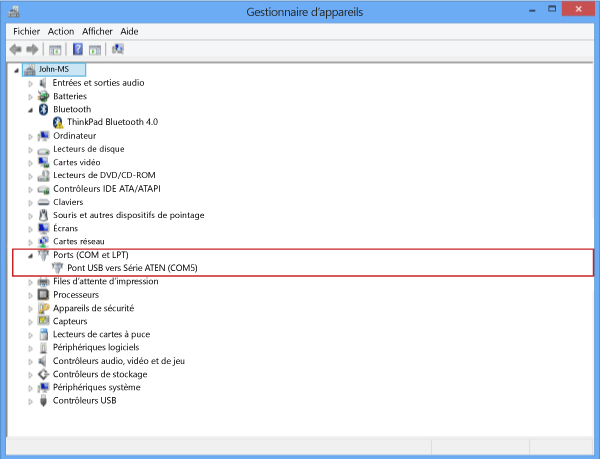 Gestionnaire d'appareils
Fichier Action Afficher Aide
John-MS
Entrées et sorties audio
Batteries
Bluetooth
ThinkPad Bluetooth 4.0
Ordinateur
Lecteurs de disque
Cartes vidéo
Lecteurs de DVD/CD-ROM
Contrôleurs IDE ATA/ATAPI
Claviers
Souris et autres dispositifs de pointage
Écrans
Cartes réseau
Ports (COM et LPT)
Pont USB vers Série ATEN (COM5)
Files d'attente d'impression
Processeurs
Appareils de sécurité
Capteurs
Lecteurs de cartes à puce
Périphériques logiciels
Contrôleurs audio, vidéo et de jeu
Contrôleurs de stockage
Périphériques système
Contrôleurs USB